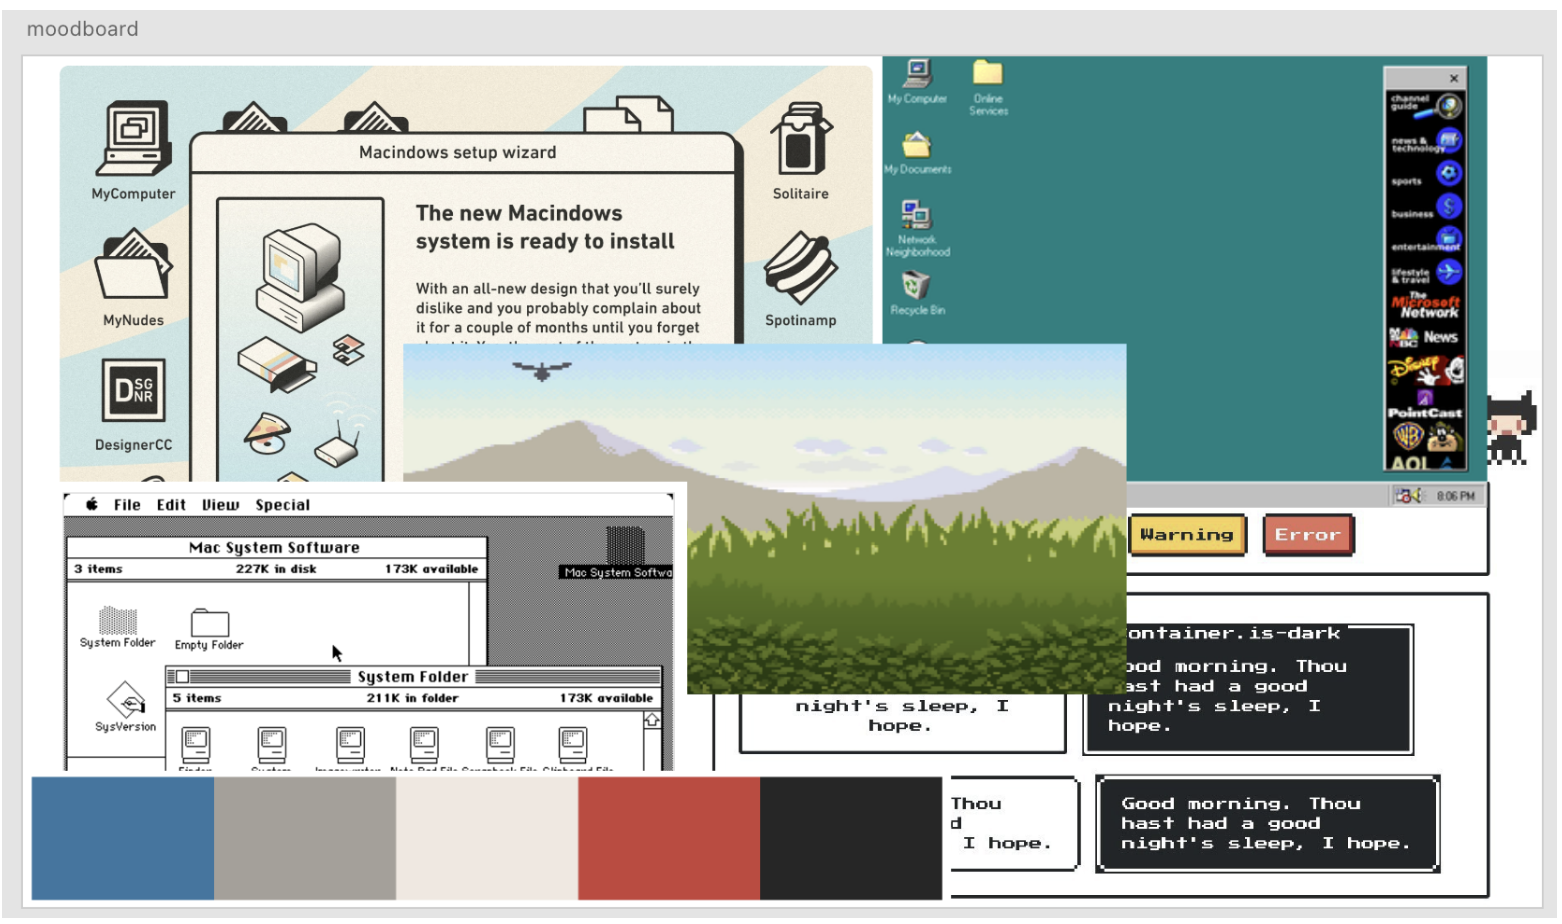 moodboard
MyComputer
MyNudes
DSGNR
DesignerCC
Macindows setup wizard
The new Macindows
system is ready to install
With an all-new design that you'll surely
dislike and you probably complain about
it for a couple of months until you forget
Solitaire
Spotinamp
My Computer
Online
Services
My Documents
Network
Neighborhood
Recycle Bin
channel
guide
news &
technology
sports
business
entertainment
lifestyle
& travel
The
Microsoft
Network
News
Disney
PointCast
WB
AOL
8:06 PM
File Edit View Special
Mac System Software
3 items 227K in disk 173K available
System Folder
Empty Folder
SysVersion
System Folder
5 items 211K in folder 173K available
Warning
Error
night's sleep, I
hope.
ontainer.is-dark
ood morning. Thou
ast had a good
night's sleep, I
hope.
Thou
d
I hope.
Good morning. Thou
hast had a good
night's sleep, I hope.